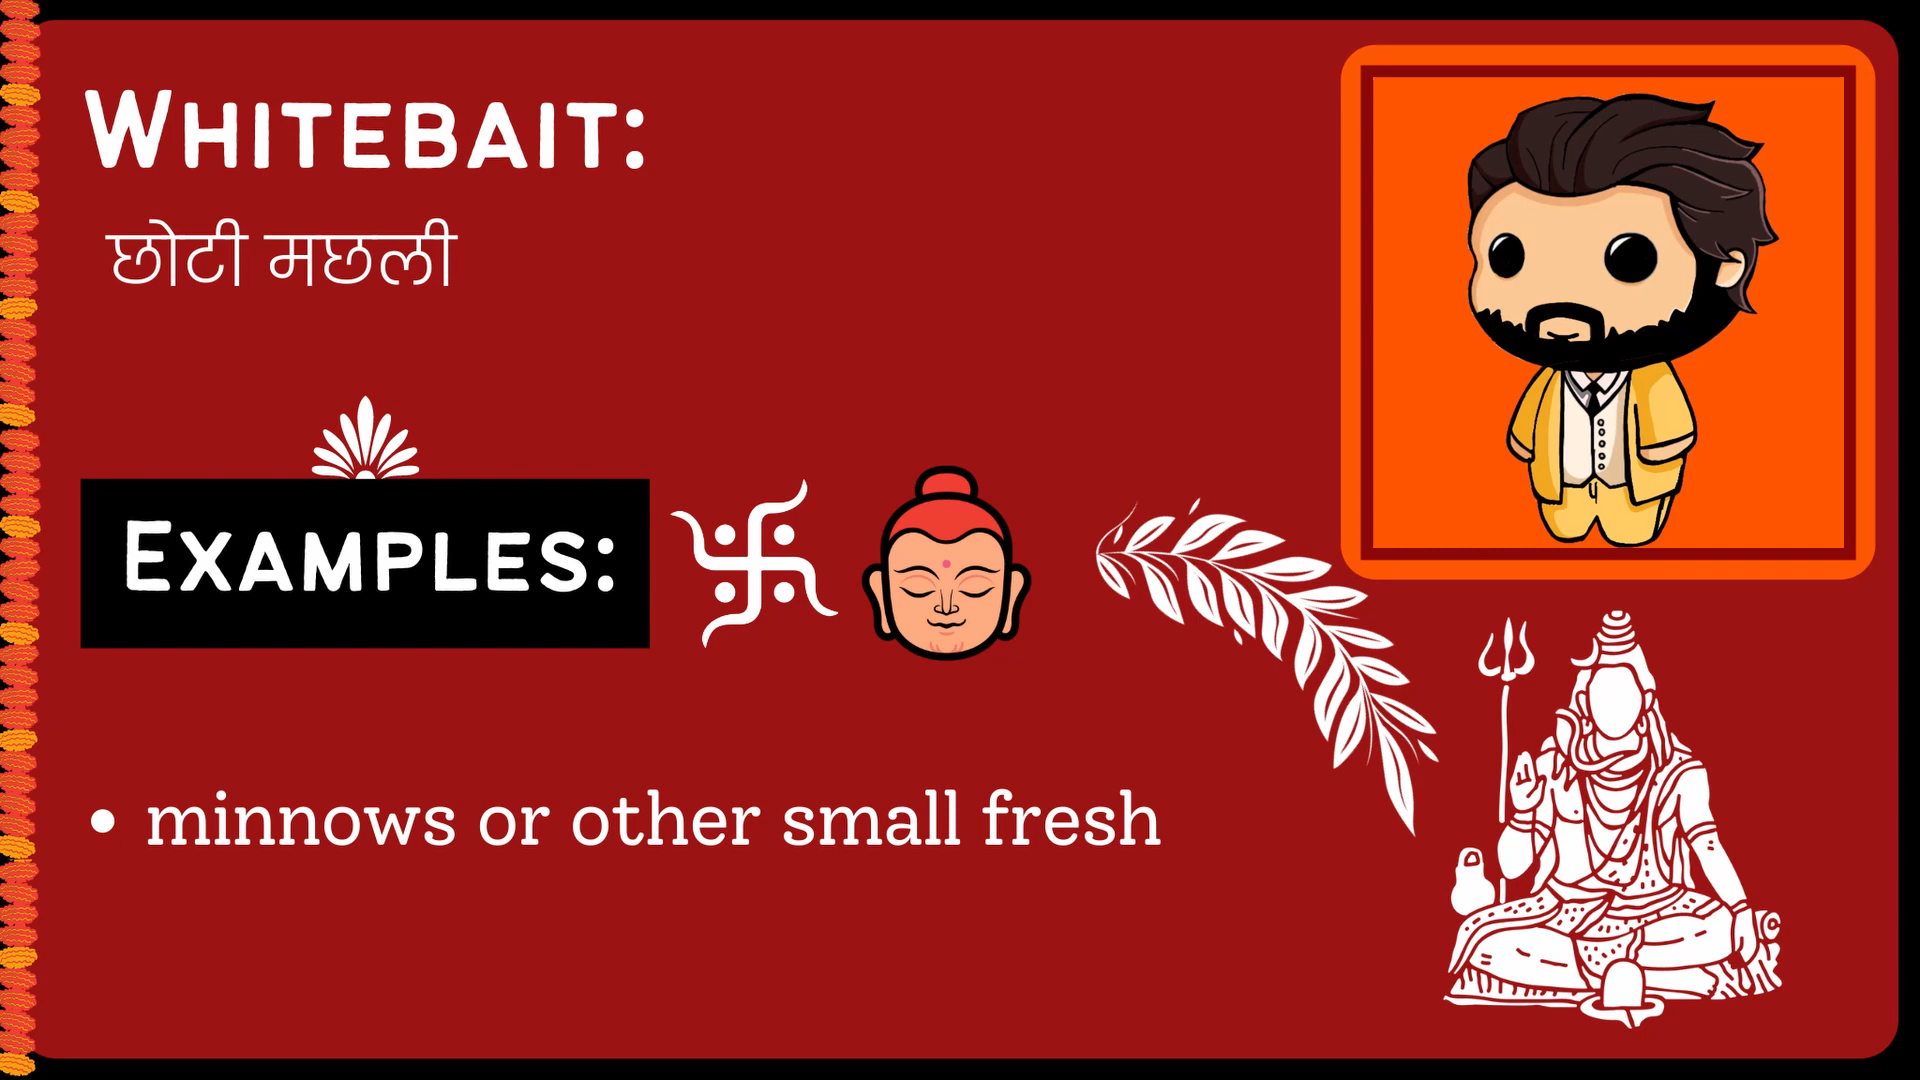 WHITEBAIT:
छोटी मछली
EXAMPLES:
• minnows or other small fresh